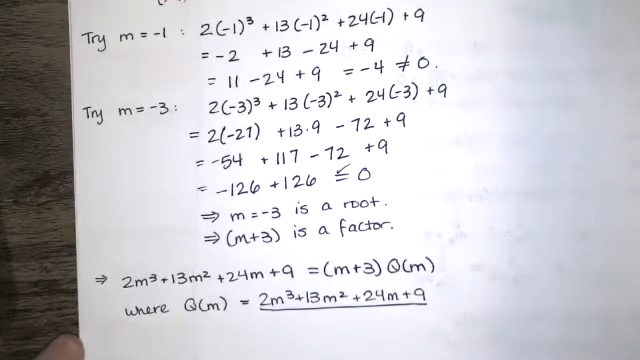 Try m = -1 : 2(-1)³ + 13(-1)² + 24(-1) + 9
= -2 + 13 - 24 + 9
= 11 - 24 + 9 = -4 ≠ 0.
Try m = -3 : 2(-3)³ + 13(-3)² + 24(-3) + 9
= 2(-27) + 13·9 - 72 + 9
= -54 + 117 - 72 + 9
= -126 + 126 = 0
⇒ m = -3 is a root.
⇒ (m+3) is a factor.
⇒ 2m³ + 13m² + 24m + 9 = (m+3) Q(m)
where Q(m) = 2m³ + 13m² + 24m + 9